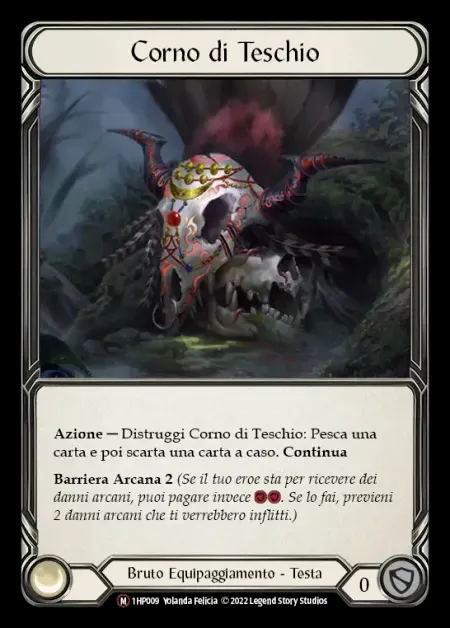 Corno di Teschio
Azione — Distruggi Corno di Teschio: Pesca una
carta e poi scarta una carta a caso. Continua
Barriera Arcana 2 (Se il tuo eroe sta per ricevere dei
danni arcani, puoi pagare invece . Se lo fai, previeni
2 danni arcani che ti verrebbero inflitti.)
Bruto Equipaggiamento - Testa
0
M 1HP009 Yolanda Felicia © 2022 Legend Story Studios